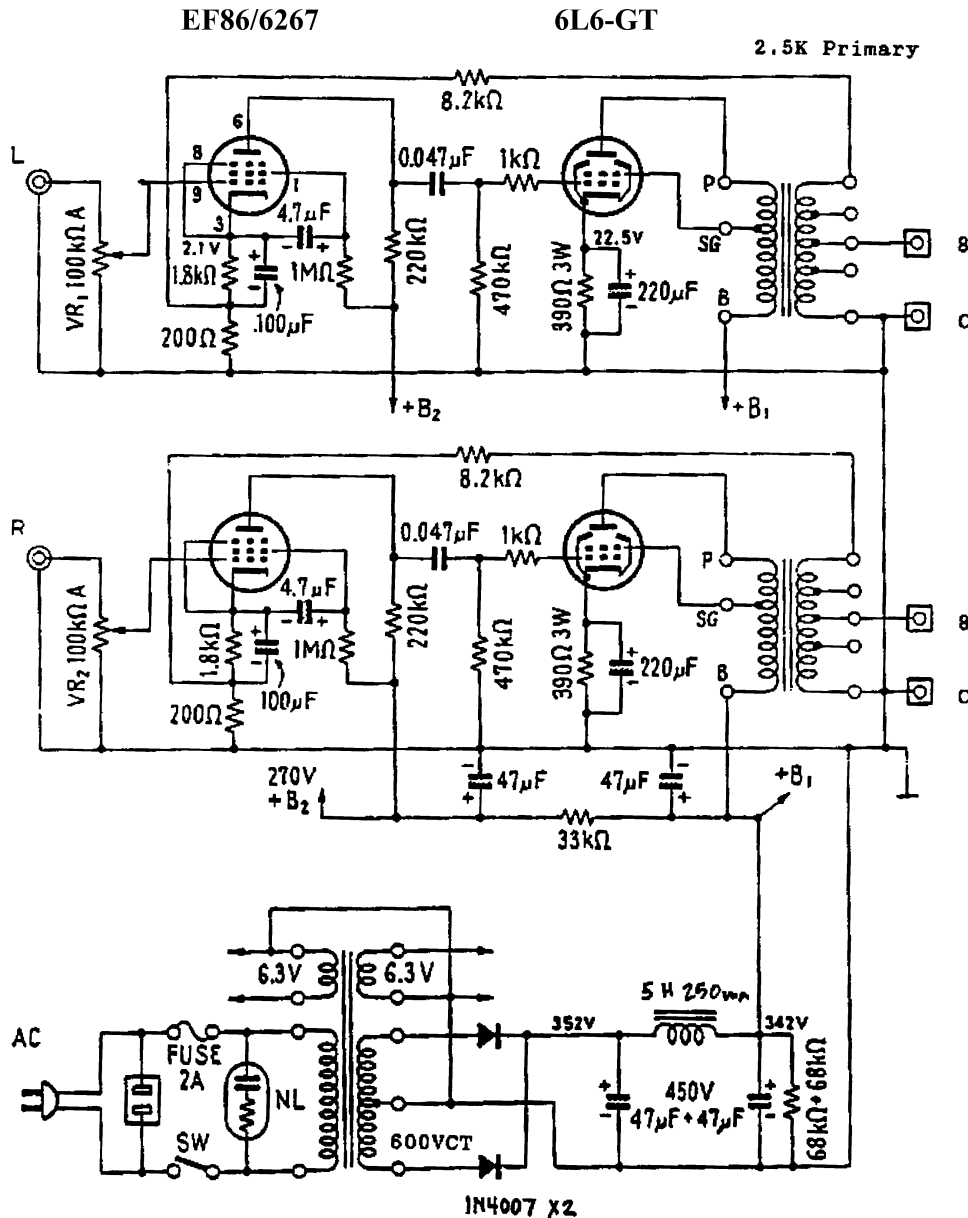 EF86/6267 6L6-GT
2.5K Primary
8.2kΩ
L
6
8
9
1
3
4.7μF
0.047μF
1kΩ
P
SG
B
8
VR₁ 100kΩA
2.1V
1.8kΩ
1MΩ
100μF
200Ω
220kΩ
470kΩ
22.5V
390Ω 3W
220μF
+B₂
+B₁
8.2kΩ
R
4.7μF
0.047μF
1kΩ
P
SG
B
8
VR₂ 100kΩA
1.8kΩ
1MΩ
100μF
200Ω
220kΩ
470kΩ
390Ω 3W
220μF
270V
+B₂
47μF
47μF
+B₁
33kΩ
6.3V
6.3V
5H 250mA
AC
FUSE
2A
NL
SW
352V
342V
450V
47μF+47μF
68kΩ+68kΩ
600VCT
1N4007 X2